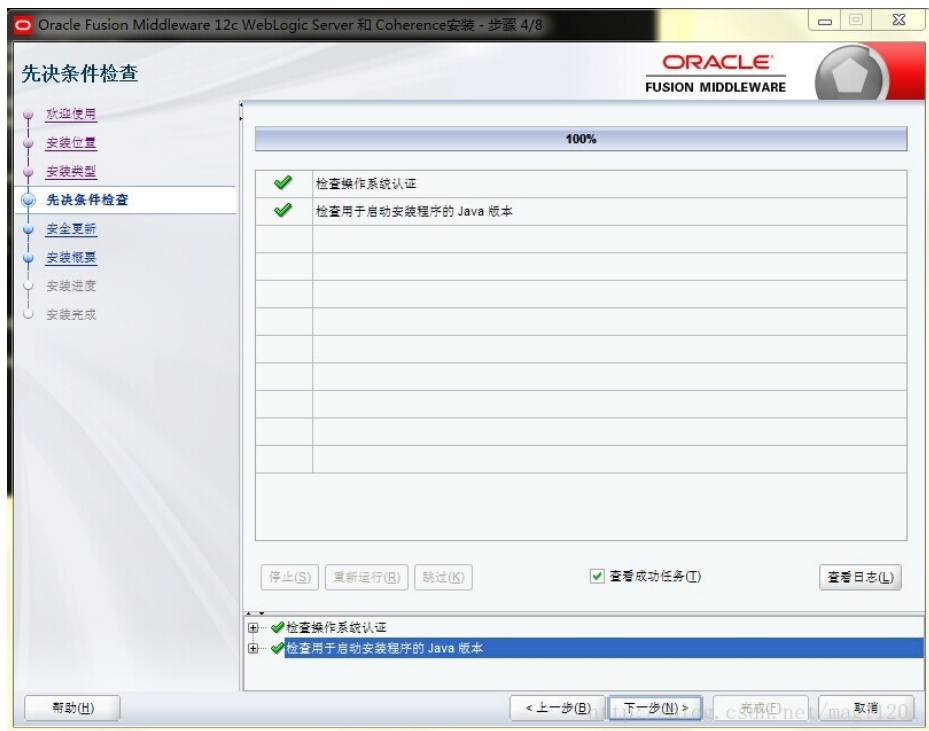 Oracle Fusion Middleware 12c WebLogic Server 和 Coherence安装 - 步骤 4/8
先决条件检查
ORACLE
FUSION MIDDLEWARE
欢迎使用
安装位置
安装类型
先决条件检查
安全更新
安装概要
安装进度
安装完成
100%
检查操作系统认证
检查用于启动安装程序的 Java 版本
停止(S) 重新运行(R) 跳过(K) 查看成功任务(T) 查看日志(L)
检查操作系统认证
检查用于启动安装程序的 Java 版本
帮助(H) < 上一步(B) 下一步(N) > 完成(F) 取消